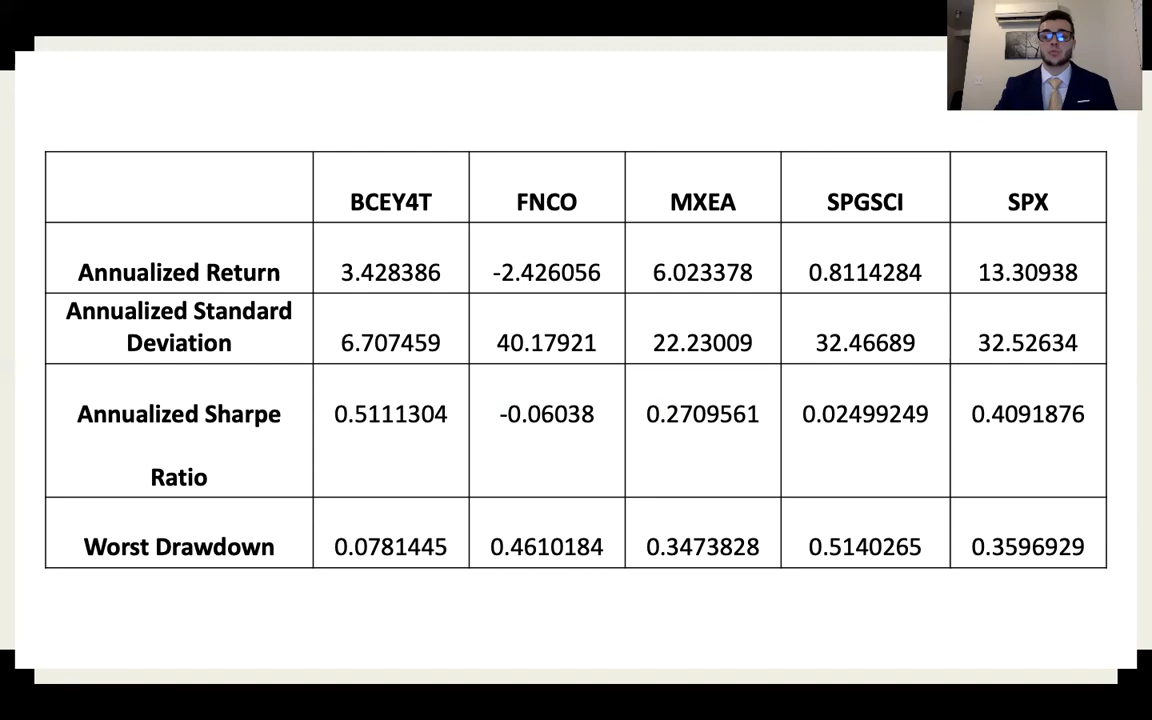 BCEY4T FNCO MXEA SPGSCI SPX
Annualized Return 3.428386 -2.426056 6.023378 0.8114284 13.30938
Annualized Standard
Deviation 6.707459 40.17921 22.23009 32.46689 32.52634
Annualized Sharpe 0.5111304 -0.06038 0.2709561 0.02499249 0.4091876
Ratio
Worst Drawdown 0.0781445 0.4610184 0.3473828 0.5140265 0.3596929